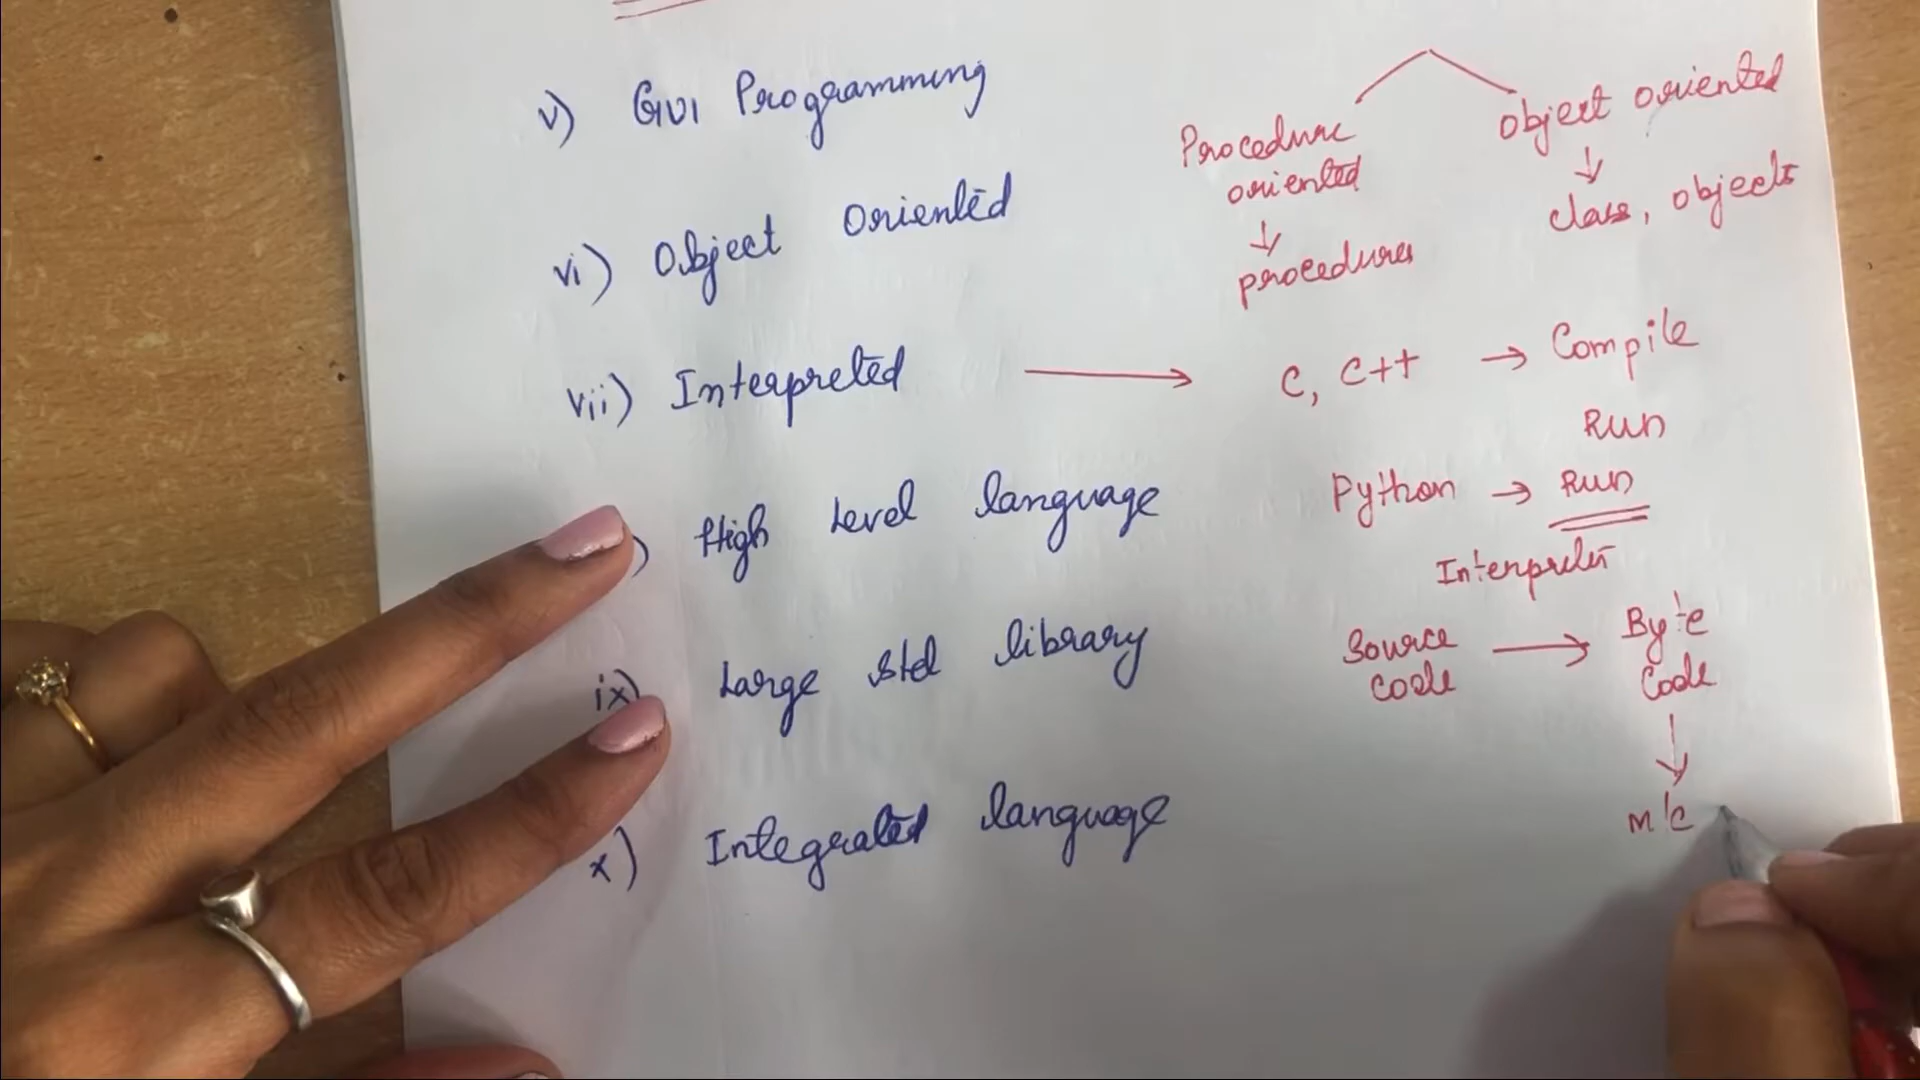 v) GUI Programming
vi) Object Oriented
vii) Interpreted → C, C++ → Compile
Run
Python → Run
Interpreter
) High Level language
ix) Large std library
x) Integrated language
Procedure
oriented
↓
procedures
Object oriented
↓
class, objects
Source
code
→ Byte
Code
↓
m/c